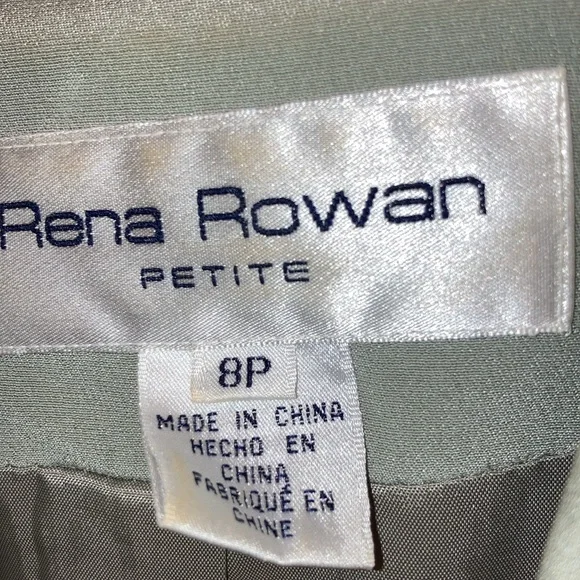 Rena Rowan
PETITE
8P
MADE IN CHINA
HECHO EN
CHINA
FABRIQUÉ EN
CHINE